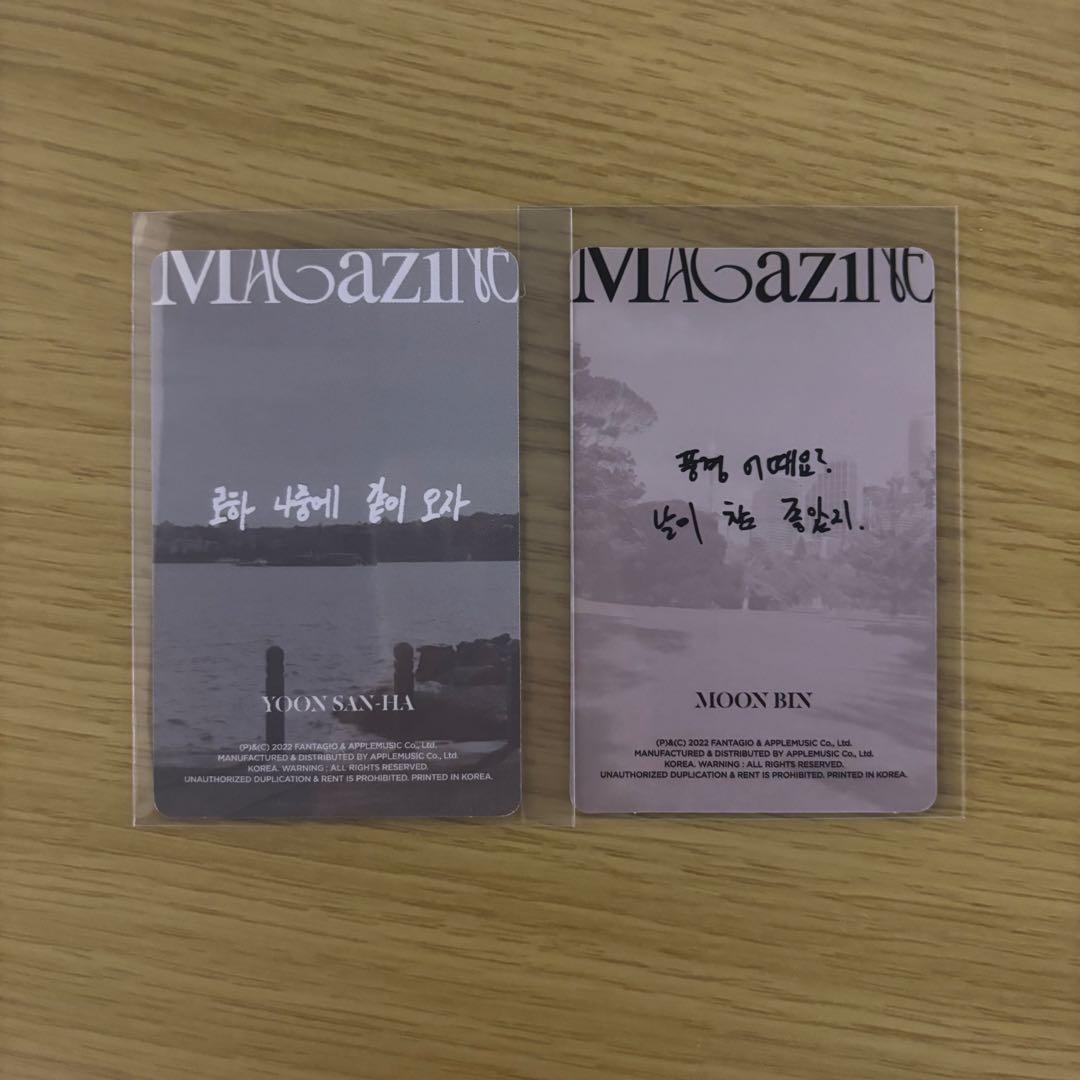 MAGaziNE
로하 나중에 같이 오자
YOON SAN-HA
(P)&(C) 2022 FANTAGIO & APPLEMUSIC Co., Ltd.
MANUFACTURED & DISTRIBUTED BY APPLEMUSIC Co., Ltd.
KOREA. WARNING : ALL RIGHTS RESERVED.
UNAUTHORIZED DUPLICATION & RENT IS PROHIBITED. PRINTED IN KOREA.
MAGaziNE
풍경 어때요?
날이 참 좋았지.
MOON BIN
(P)&(C) 2022 FANTAGIO & APPLEMUSIC Co., Ltd.
MANUFACTURED & DISTRIBUTED BY APPLEMUSIC Co., Ltd.
KOREA. WARNING : ALL RIGHTS RESERVED.
UNAUTHORIZED DUPLICATION & RENT IS PROHIBITED. PRINTED IN KOREA.